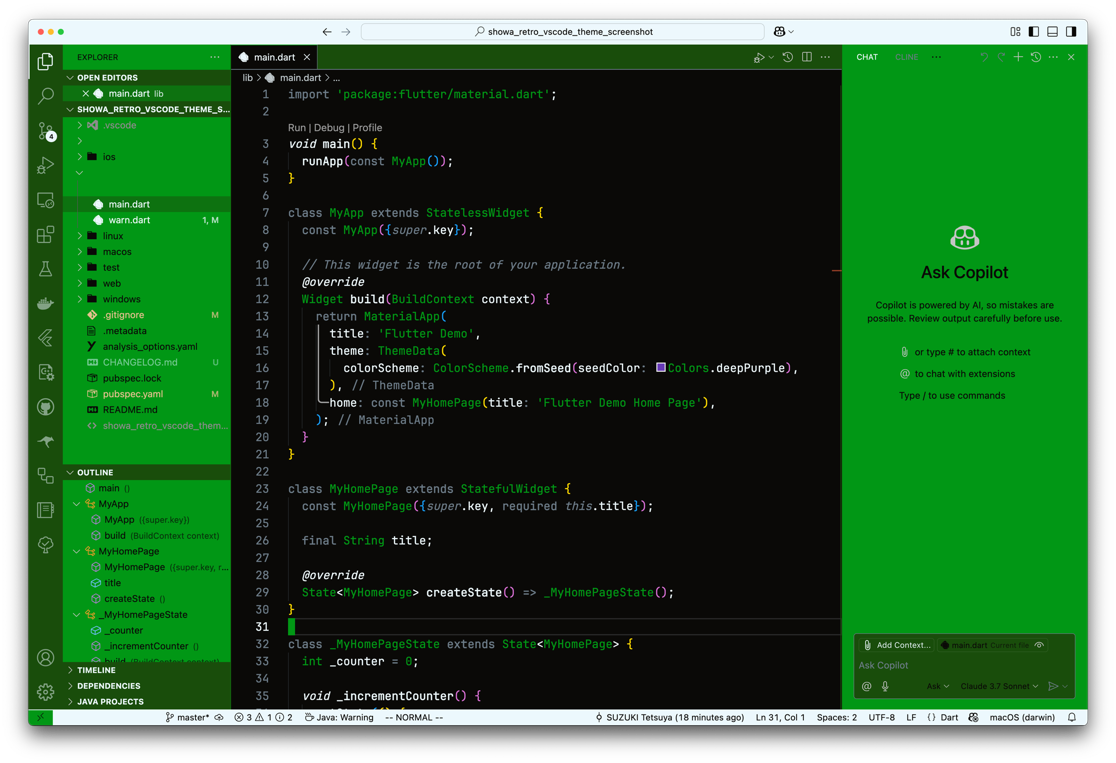 showa_retro_vscode_theme_screenshot
EXPLORER
OPEN EDITORS
main.dart lib
SHOWA_RETRO_VSCODE_THEME_S...
.vscode
ios
main.dart
warn.dart 1, M
linux
macos
test
web
windows
.gitignore M
.metadata
analysis_options.yaml
CHANGELOG.md U
pubspec.lock
pubspec.yaml M
README.md
showa_retro_vscode_them...
OUTLINE
main ()
MyApp
MyApp ({super.key})
build (BuildContext context)
MyHomePage
MyHomePage ({super.key, r...
title
createState ()
_MyHomePageState
_counter
_incrementCounter ()
build (BuildContext context)
TIMELINE
DEPENDENCIES
JAVA PROJECTS
4
main.dart
lib > main.dart > ...
1 import 'package:flutter/material.dart';
2
Run | Debug | Profile
3 void main() {
4 runApp(const MyApp());
5 }
6
7 class MyApp extends StatelessWidget {
8 const MyApp({super.key});
9
10 // This widget is the root of your application.
11 @override
12 Widget build(BuildContext context) {
13 return MaterialApp(
14 title: 'Flutter Demo',
15 theme: ThemeData(
16 colorScheme: ColorScheme.fromSeed(seedColor: Colors.deepPurple),
17 ), // ThemeData
18 home: const MyHomePage(title: 'Flutter Demo Home Page'),
19 ); // MaterialApp
20 }
21 }
22
23 class MyHomePage extends StatefulWidget {
24 const MyHomePage({super.key, required this.title});
25
26 final String title;
27
28 @override
29 State<MyHomePage> createState() => _MyHomePageState();
30 }
31
32 class _MyHomePageState extends State<MyHomePage> {
33 int _counter = 0;
34
35 void _incrementCounter() {
CHAT CLINE ...
Ask Copilot
Copilot is powered by AI, so mistakes are
possible. Review output carefully before use.
or type # to attach context
@ to chat with extensions
Type / to use commands
Add Context... main.dart Current file
Ask Copilot
@ Ask Claude 3.7 Sonnet
master* 3 1 2 Java: Warning -- NORMAL -- SUZUKI Tetsuya (18 minutes ago) Ln 31, Col 1 Spaces: 2 UTF-8 LF {} Dart macOS (darwin)